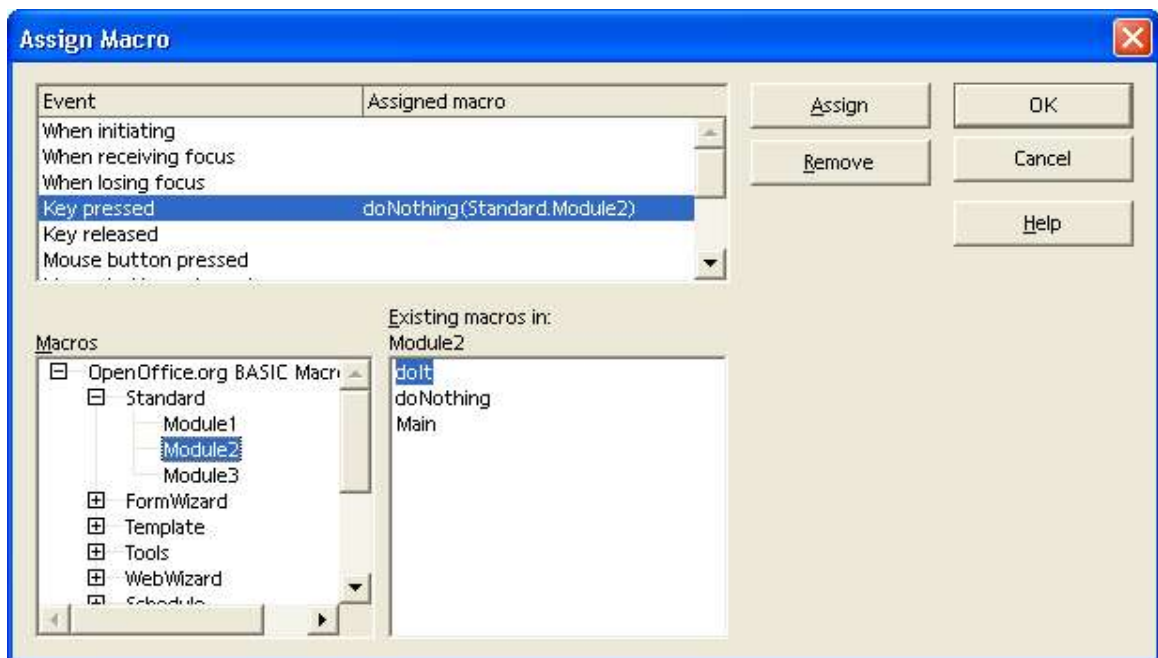 Assign Macro
Event Assigned macro
When initiating
When receiving focus
When losing focus
Key pressed doNothing(Standard.Module2)
Key released
Mouse button pressed
Assign
Remove
OK
Cancel
Help
Macros
OpenOffice.org BASIC Macr
Standard
Module1
Module2
Module3
FormWizard
Template
Tools
WebWizard
Existing macros in:
Module2
doIt
doNothing
Main